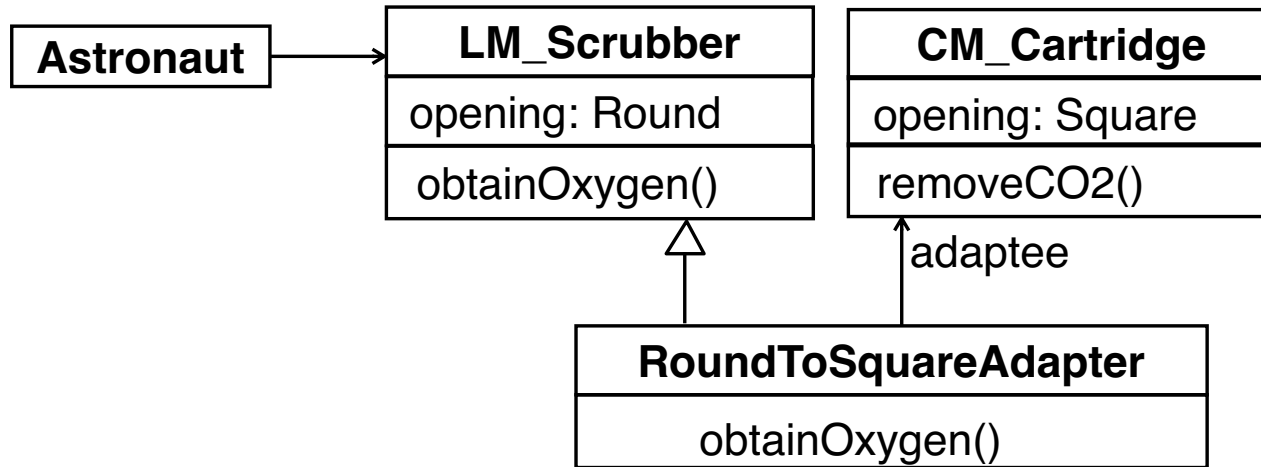 Astronaut
LM_Scrubber
opening: Round
obtainOxygen()
CM_Cartridge
opening: Square
removeCO2()
adaptee
RoundToSquareAdapter
obtainOxygen()